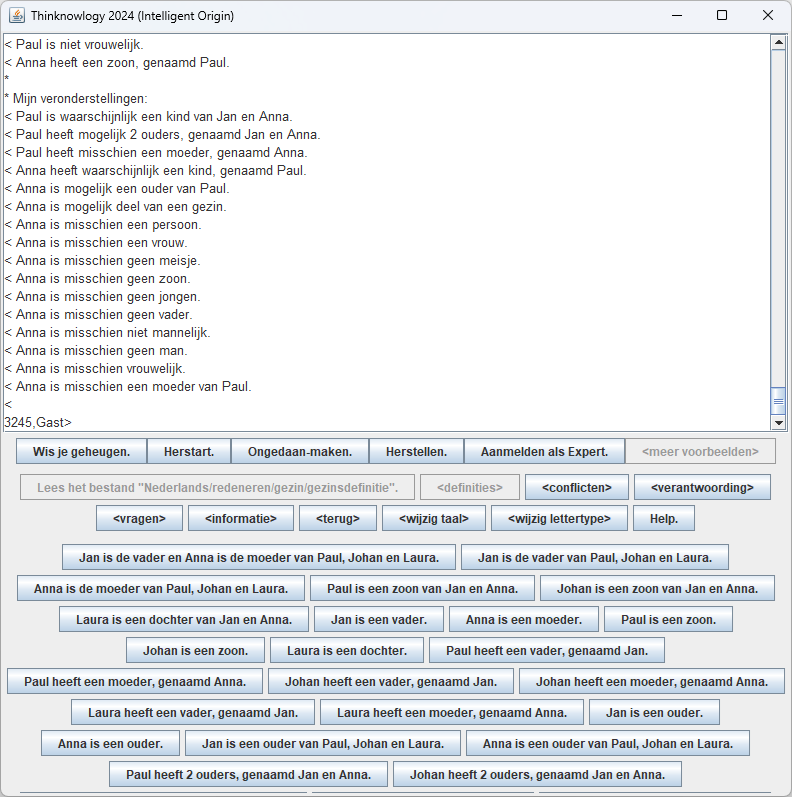 Thinknowlogy 2024 (Intelligent Origin)
< Paul is niet vrouwelijk.
< Anna heeft een zoon, genaamd Paul.
*
* Mijn veronderstellingen:
< Paul is waarschijnlijk een kind van Jan en Anna.
< Paul heeft mogelijk 2 ouders, genaamd Jan en Anna.
< Paul heeft misschien een moeder, genaamd Anna.
< Anna heeft waarschijnlijk een kind, genaamd Paul.
< Anna is mogelijk een ouder van Paul.
< Anna is mogelijk deel van een gezin.
< Anna is misschien een persoon.
< Anna is misschien een vrouw.
< Anna is misschien geen meisje.
< Anna is misschien geen zoon.
< Anna is misschien geen jongen.
< Anna is misschien geen vader.
< Anna is misschien niet mannelijk.
< Anna is misschien geen man.
< Anna is misschien vrouwelijk.
< Anna is misschien een moeder van Paul.
<
3245,Gast>
Wis je geheugen. Herstart. Ongedaan-maken. Herstellen. Aanmelden als Expert. <meer voorbeelden>
Lees het bestand "Nederlands/redeneren/gezin/gezinsdefinitie". <definities> <conflicten> <verantwoording>
<vragen> <informatie> <terug> <wijzig taal> <wijzig lettertype> Help.
Jan is de vader en Anna is de moeder van Paul, Johan en Laura. Jan is de vader van Paul, Johan en Laura.
Anna is de moeder van Paul, Johan en Laura. Paul is een zoon van Jan en Anna. Johan is een zoon van Jan en Anna.
Laura is een dochter van Jan en Anna. Jan is een vader. Anna is een moeder. Paul is een zoon.
Johan is een zoon. Laura is een dochter. Paul heeft een vader, genaamd Jan.
Paul heeft een moeder, genaamd Anna. Johan heeft een vader, genaamd Jan. Johan heeft een moeder, genaamd Anna.
Laura heeft een vader, genaamd Jan. Laura heeft een moeder, genaamd Anna. Jan is een ouder.
Anna is een ouder. Jan is een ouder van Paul, Johan en Laura. Anna is een ouder van Paul, Johan en Laura.
Paul heeft 2 ouders, genaamd Jan en Anna. Johan heeft 2 ouders, genaamd Jan en Anna.